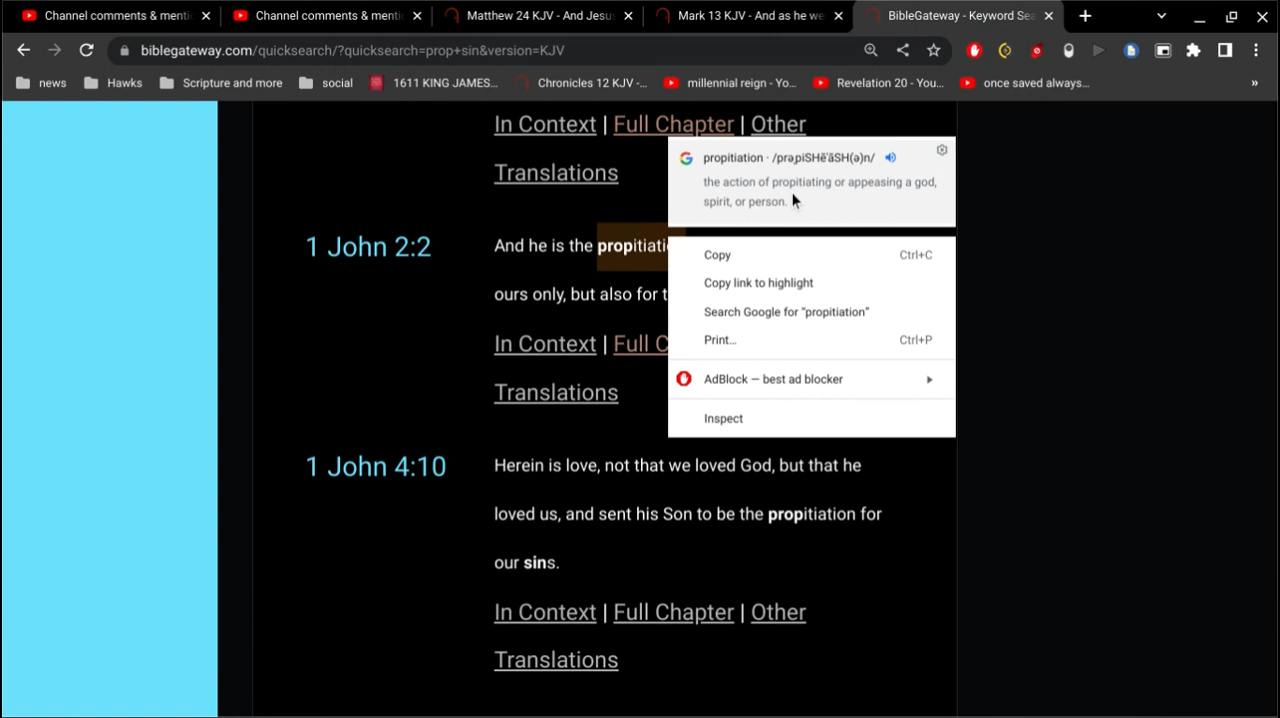 Channel comments & menti
Channel comments & menti
Matthew 24 KJV - And Jesu
Mark 13 KJV - And as he we
BibleGateway - Keyword Sea
biblegateway.com/quicksearch/?quicksearch=prop+sin&version=KJV
news
Hawks
Scripture and more
social
1611 KING JAMES...
Chronicles 12 KJV -...
millennial reign - Yo...
Revelation 20 - You...
once saved always...
»
In Context | Full Chapter | Other
Translations
propitiation · /prəˌpiSHēˈāSH(ə)n/
the action of propitiating or appeasing a god,
spirit, or person.
1 John 2:2
And he is the propitiati
ours only, but also for t
In Context | Full C
Translations
Copy Ctrl+C
Copy link to highlight
Search Google for “propitiation”
Print... Ctrl+P
AdBlock — best ad blocker
Inspect
1 John 4:10
Herein is love, not that we loved God, but that he
loved us, and sent his Son to be the propitiation for
our sins.
In Context | Full Chapter | Other
Translations